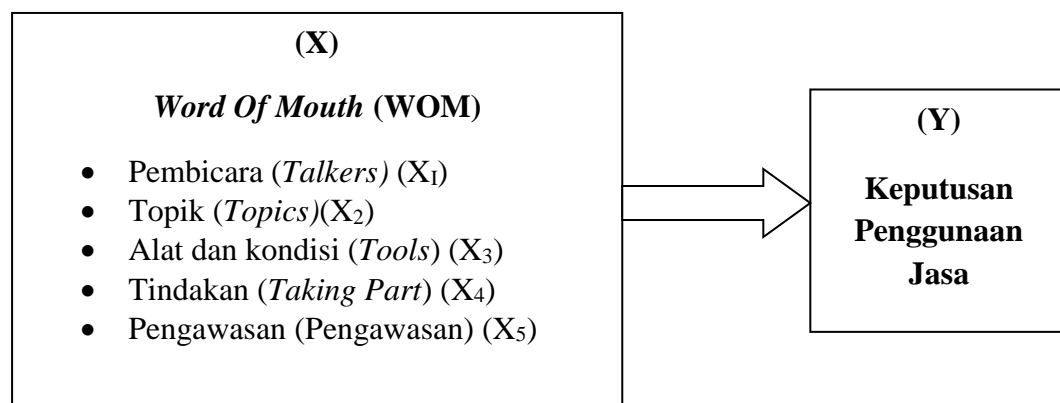 (X)
Word Of Mouth (WOM)
• Pembicara (Talkers) (XI)
• Topik (Topics)(X2)
• Alat dan kondisi (Tools) (X3)
• Tindakan (Taking Part) (X4)
• Pengawasan (Pengawasan) (X5)
(Y)
Keputusan
Penggunaan
Jasa